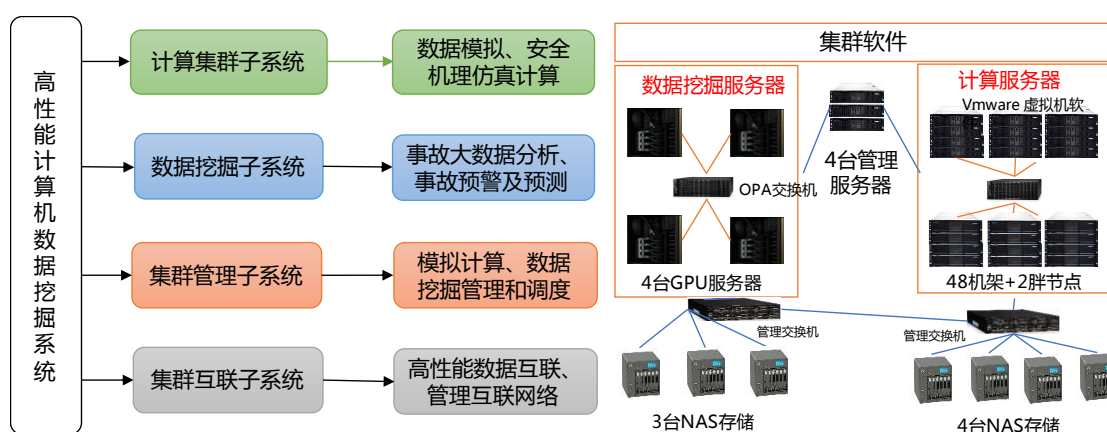 高性能计算机数据挖掘系统
计算集群子系统
数据模拟、安全
机理仿真计算
数据挖掘子系统
事故大数据分析、
事故预警及预测
集群管理子系统
模拟计算、数据
挖掘管理和调度
集群互联子系统
高性能数据互联、
管理互联网络
集群软件
数据挖掘服务器
OPA交换机
4台GPU服务器
4台管理
服务器
计算服务器
Vmware 虚拟机软
48机架+2胖节点
管理交换机
3台NAS存储
管理交换机
4台NAS存储